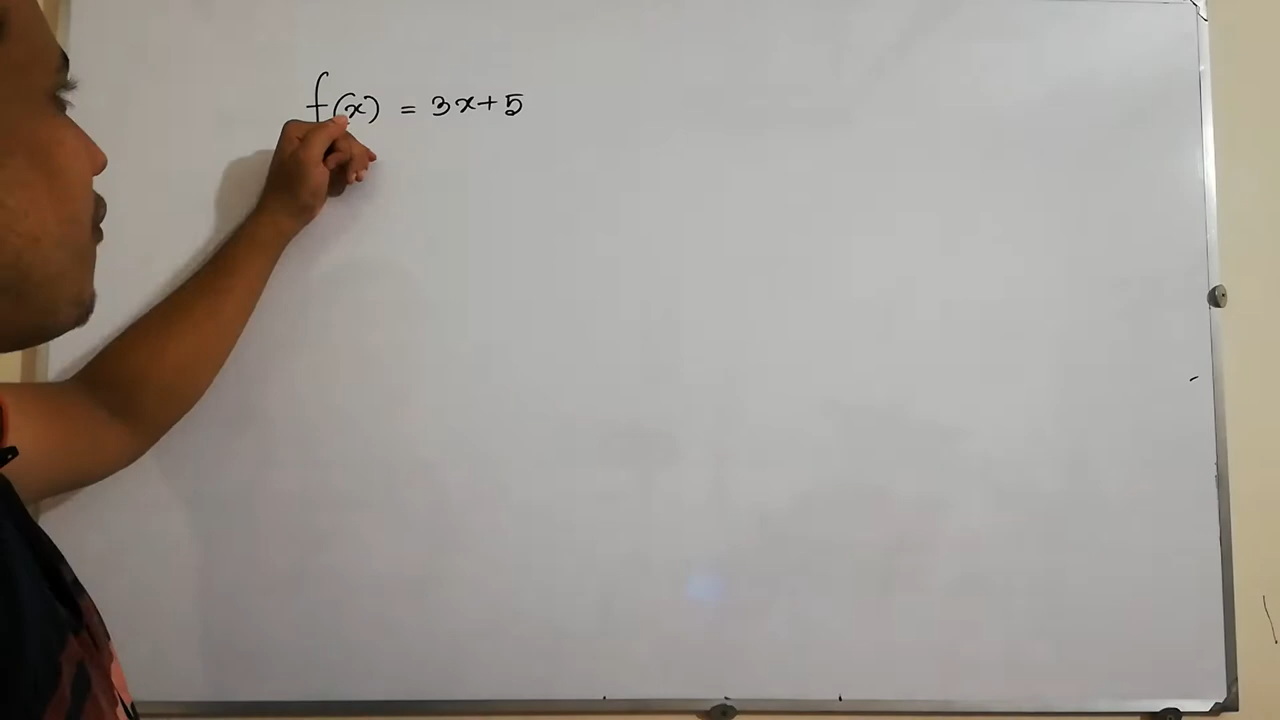 f(x) = 3x+5